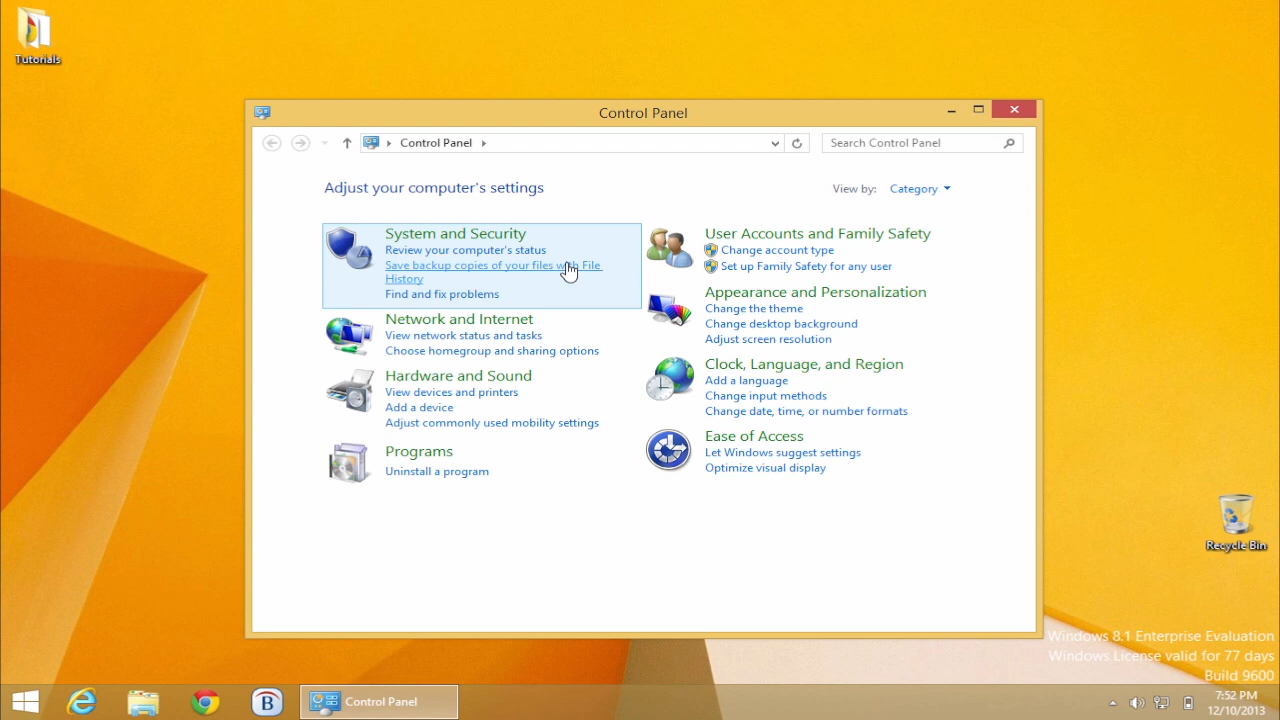 Tutorials
Control Panel
Control Panel
Search Control Panel
Adjust your computer's settings
View by: Category
System and Security
Review your computer's status
Save backup copies of your files with File
History
Find and fix problems
Network and Internet
View network status and tasks
Choose homegroup and sharing options
Hardware and Sound
View devices and printers
Add a device
Adjust commonly used mobility settings
Programs
Uninstall a program
User Accounts and Family Safety
Change account type
Set up Family Safety for any user
Appearance and Personalization
Change the theme
Change desktop background
Adjust screen resolution
Clock, Language, and Region
Add a language
Change input methods
Change date, time, or number formats
Ease of Access
Let Windows suggest settings
Optimize visual display
Recycle Bin
Windows 8.1 Enterprise Evaluation
Windows License valid for 77 days
Build 9600
B
Control Panel
7:52 PM
12/10/2013